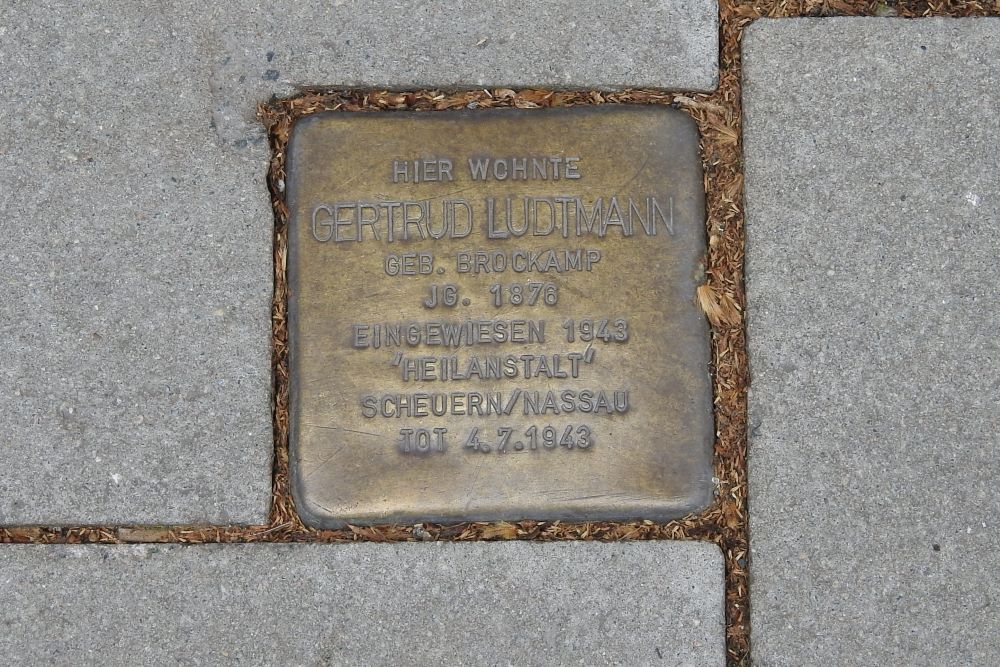 HIER WOHNTE
GERTRUD LUDTMANN
GEB. BROCKAMP
JG. 1876
EINGEWIESEN 1943
"HEILANSTALT"
SCHEUERN/NASSAU
TOT 4.7.1943